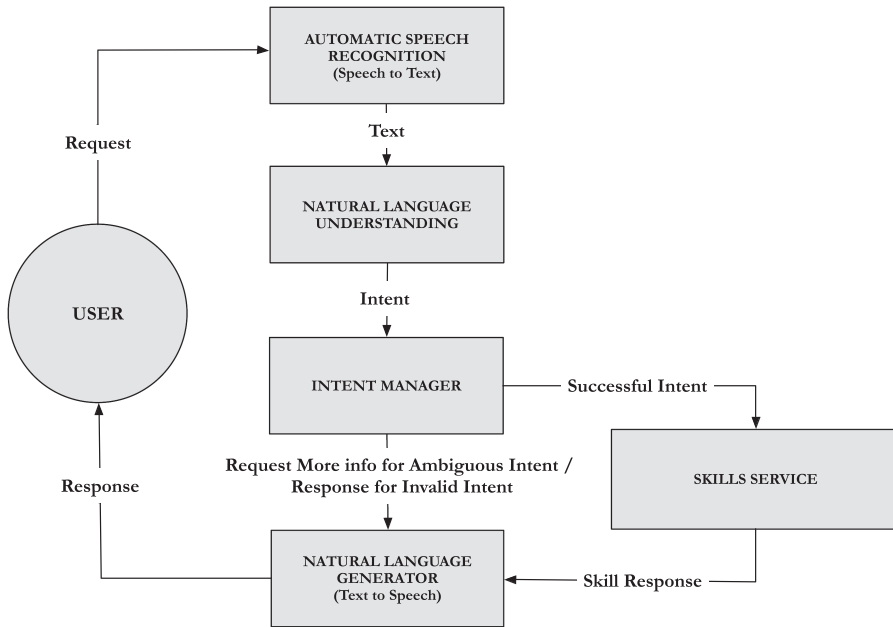 AUTOMATIC SPEECH
RECOGNITION
(Speech to Text)
Request
Text
NATURAL LANGUAGE
UNDERSTANDING
Intent
USER
INTENT MANAGER
Successful Intent
Request More info for Ambiguous Intent /
Response for Invalid Intent
Response
SKILLS SERVICE
NATURAL LANGUAGE
GENERATOR
(Text to Speech)
Skill Response